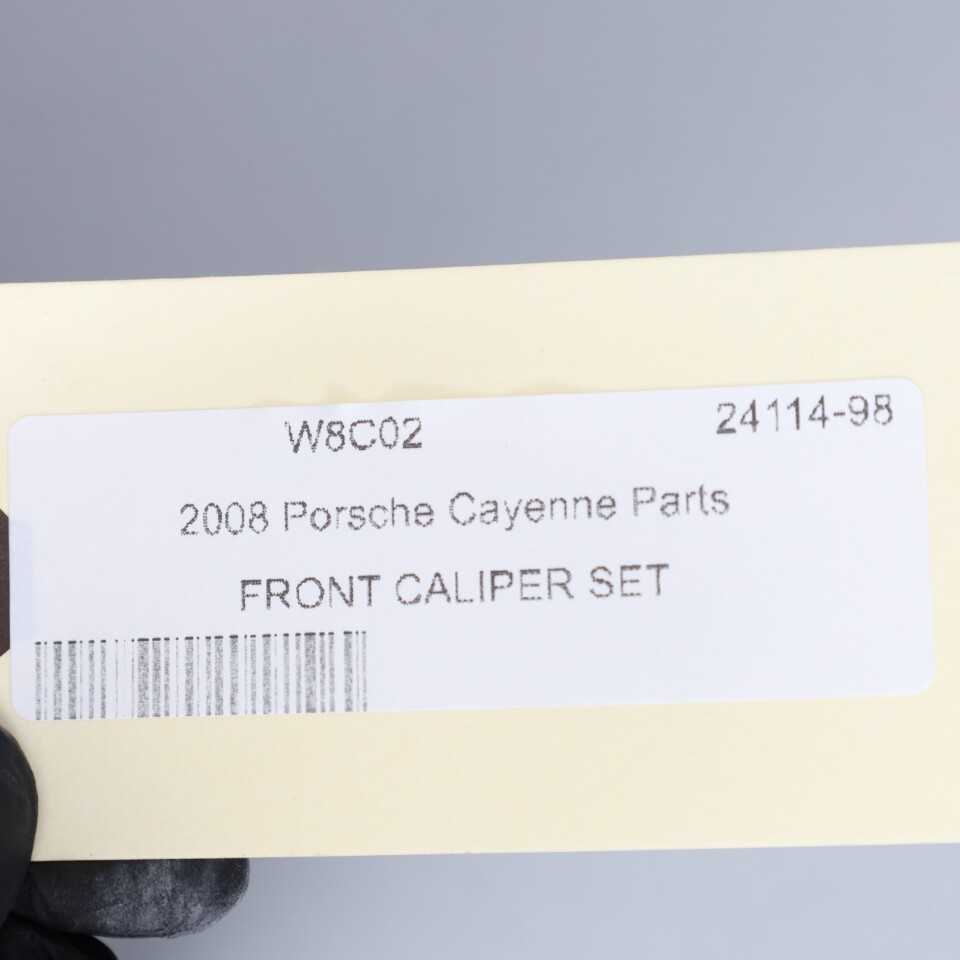 W8C02 24114-98
2008 Porsche Cayenne Parts
FRONT CALIPER SET